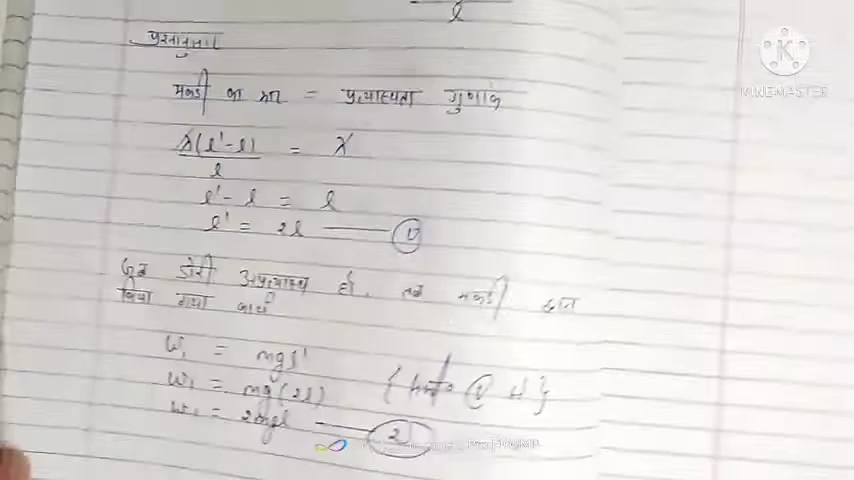 l
प्रश्नानुसार
मकड़ी का भार = प्रत्यास्थता गुणांक
λ(l'-l)/l = λ
l' - l = l
l' = 2l —— ①
जब डोरी अप्रत्यास्थ हो, तब मकड़ी द्वारा
किया गया कार्य
W₁ = mgl'
W₁ = mg(2l) { ① से }
W₁ = 2mgl —— ②
K
KINEMASTER